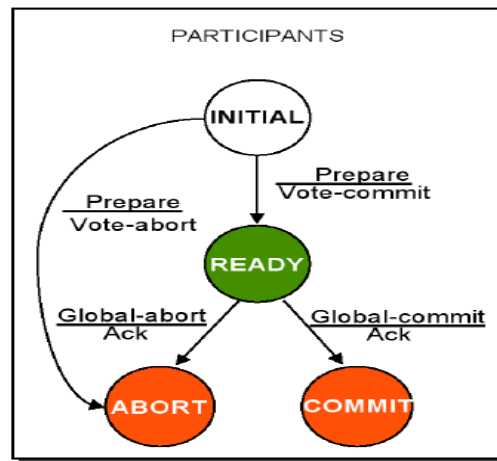 PARTICIPANTS
INITIAL
Prepare
Vote-commit
Prepare
Vote-abort
READY
Global-abort
Ack
Global-commit
Ack
ABORT
COMMIT